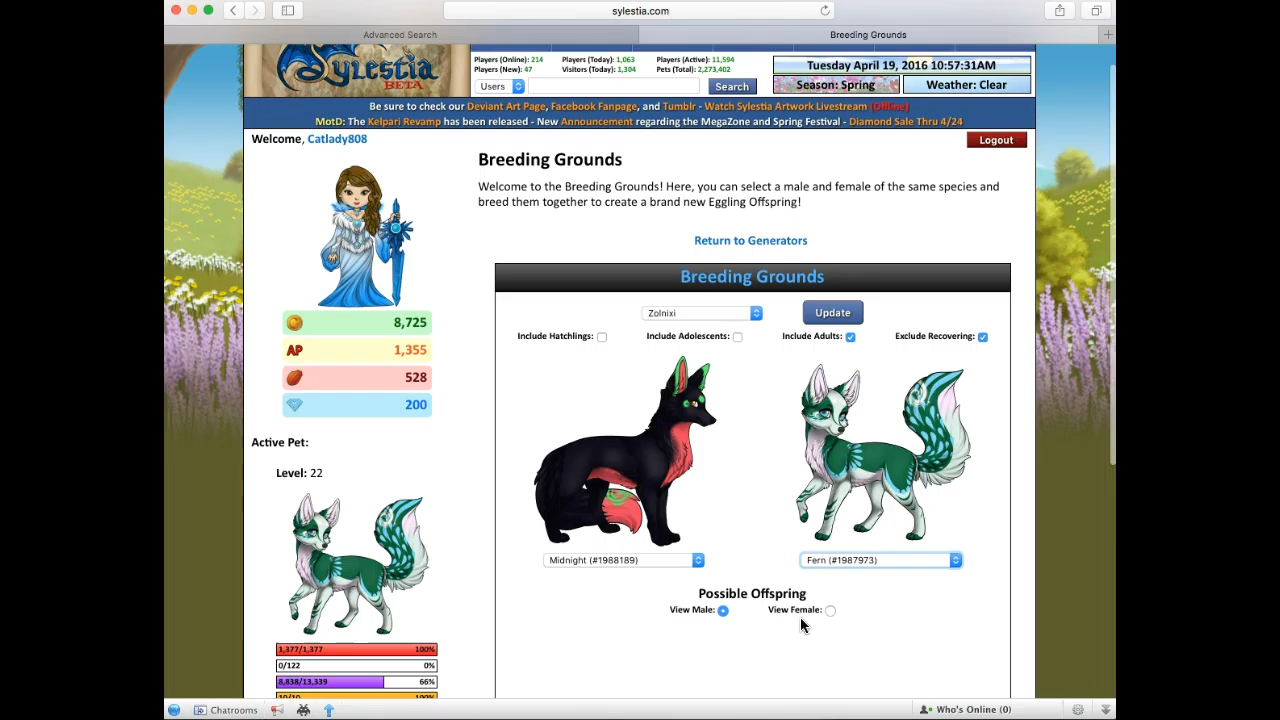 sylestia.com
Advanced Search
Breeding Grounds
Sylestia
BETA
Players (Online): 214
Players (Today): 1,063
Players (Active): 11,594
Players (New): 47
Visitors (Today): 1,304
Pets (Total): 2,273,402
Users
Search
Tuesday April 19, 2016 10:57:31AM
Season: Spring
Weather: Clear
Be sure to check our Deviant Art Page, Facebook Fanpage, and Tumblr - Watch Sylestia Artwork Livestream (Offline)
MotD: The Kelpari Revamp has been released - New Announcement regarding the MegaZone and Spring Festival - Diamond Sale Thru 4/24
Welcome, Catlady808
Logout
8,725
AP 1,355
528
200
Active Pet:
Level: 22
1,377/1,377 100%
0/122 0%
8,838/13,339 66%
10/10 100%
Breeding Grounds
Welcome to the Breeding Grounds! Here, you can select a male and female of the same species and
breed them together to create a brand new Eggling Offspring!
Return to Generators
Breeding Grounds
Zolnixi
Update
Include Hatchlings:
Include Adolescents:
Include Adults:
Exclude Recovering:
Midnight (#1988189)
Fern (#1987973)
Possible Offspring
View Male:
View Female:
Chatrooms
Who's Online (0)